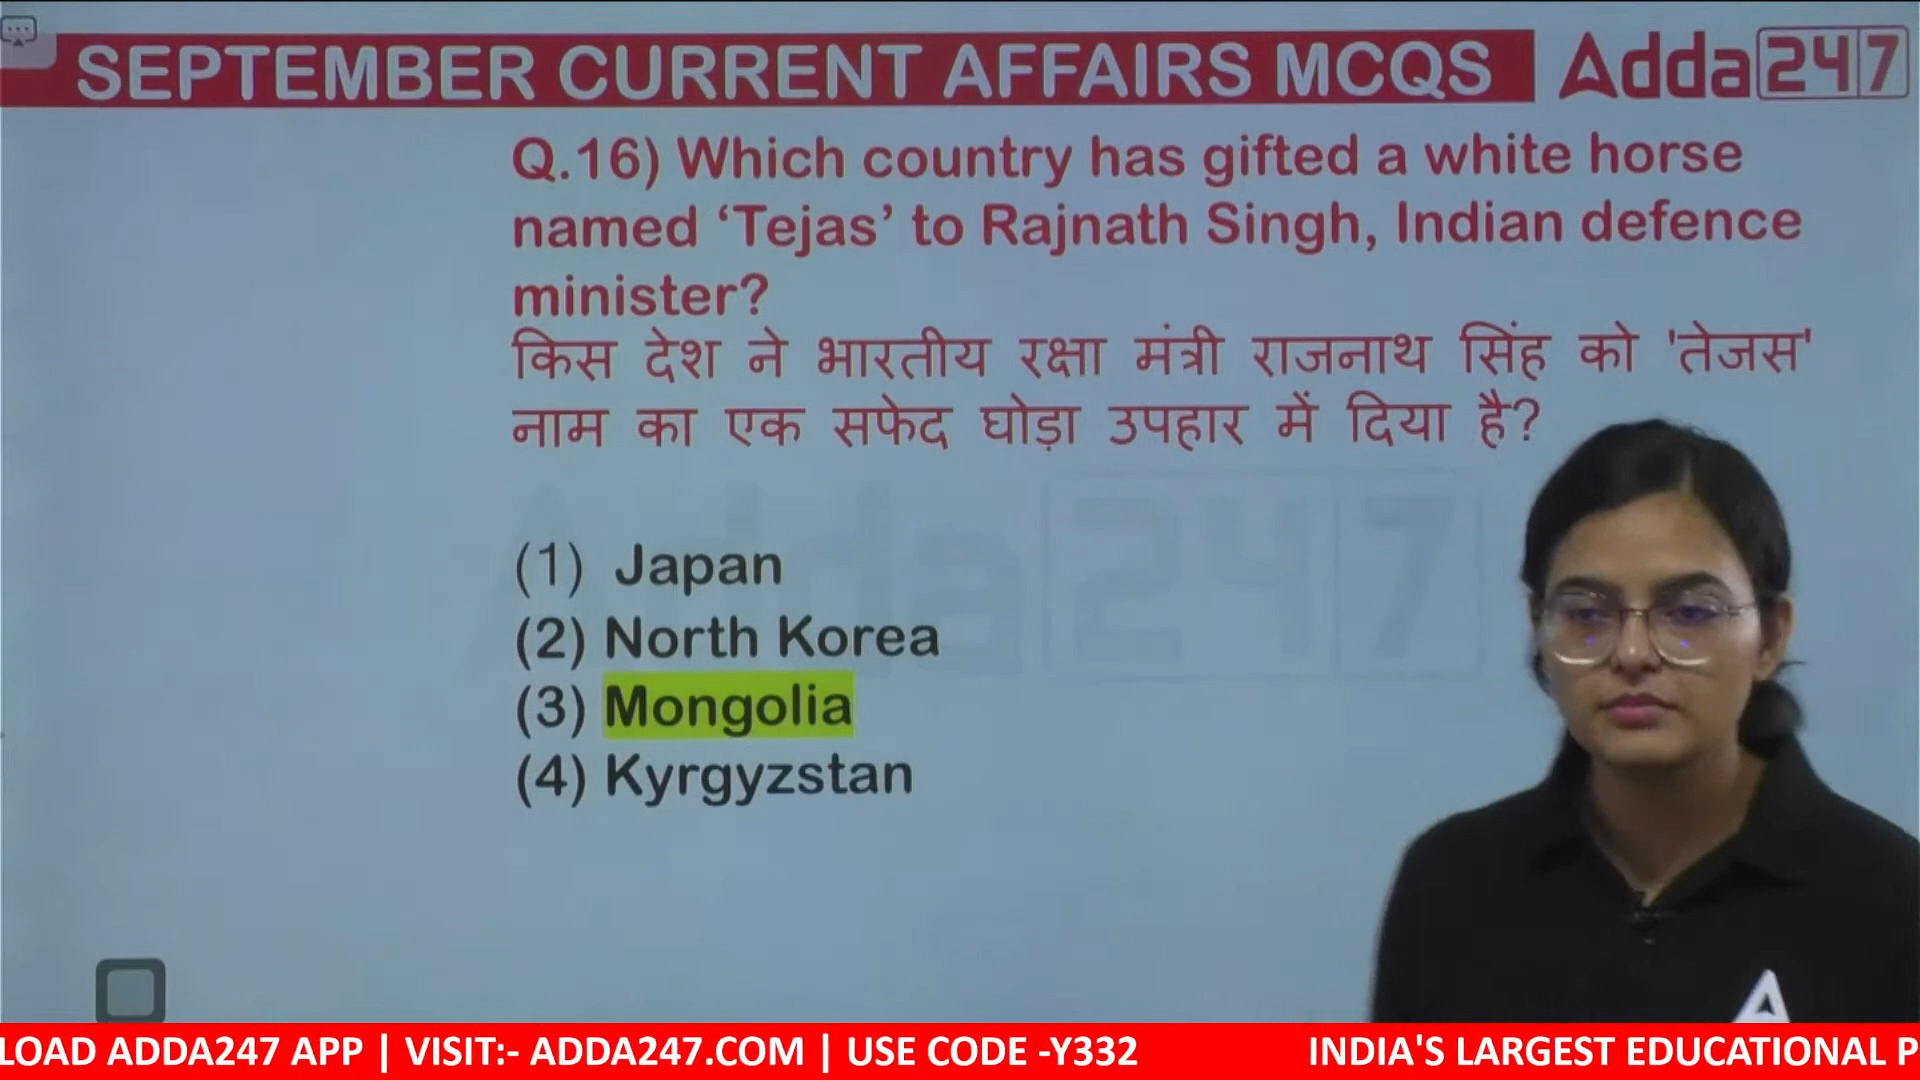 SEPTEMBER CURRENT AFFAIRS MCQS
Adda247
Q.16) Which country has gifted a white horse
named ‘Tejas’ to Rajnath Singh, Indian defence
minister?
किस देश ने भारतीय रक्षा मंत्री राजनाथ सिंह को 'तेजस'
नाम का एक सफेद घोड़ा उपहार में दिया है?
Adda247
(1) Japan
(2) North Korea
(3) Mongolia
(4) Kyrgyzstan
LOAD ADDA247 APP | VISIT:- ADDA247.COM | USE CODE -Y332
INDIA'S LARGEST EDUCATIONAL P